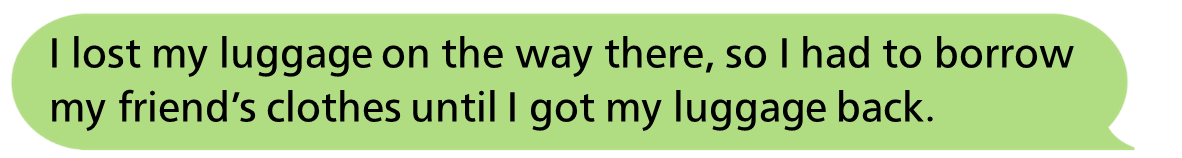 I lost my luggage on the way there, so I had to borrow
my friend’s clothes until I got my luggage back.